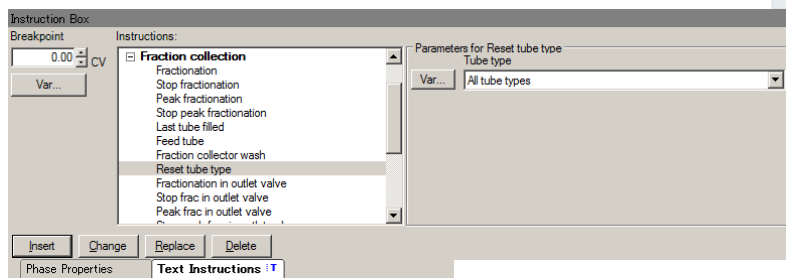 Instruction Box
Breakpoint
Instructions:
0.00 CV
Var...
Fraction collection
Fractionation
Stop fractionation
Peak fractionation
Stop peak fractionation
Last tube filled
Feed tube
Fraction collector wash
Reset tube type
Fractionation in outlet valve
Stop frac in outlet valve
Peak frac in outlet valve
Parameters for Reset tube type
Tube type
Var... All tube types
Insert Change Replace Delete
Phase Properties Text Instructions T